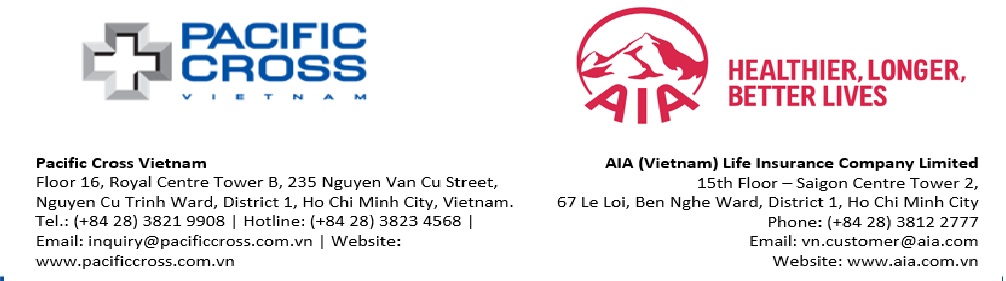 PACIFIC
CROSS
VIETNAM
Pacific Cross Vietnam
Floor 16, Royal Centre Tower B, 235 Nguyen Van Cu Street,
Nguyen Cu Trinh Ward, District 1, Ho Chi Minh City, Vietnam.
Tel.: (+84 28) 3821 9908 | Hotline: (+84 28) 3823 4568 |
Email: inquiry@pacificcross.com.vn | Website:
www.pacificcross.com.vn
AIA
HEALTHIER, LONGER,
BETTER LIVES
AIA (Vietnam) Life Insurance Company Limited
15th Floor – Saigon Centre Tower 2,
67 Le Loi, Ben Nghe Ward, District 1, Ho Chi Minh City
Phone: (+84 28) 3812 2777
Email: vn.customer@aia.com
Website: www.aia.com.vn